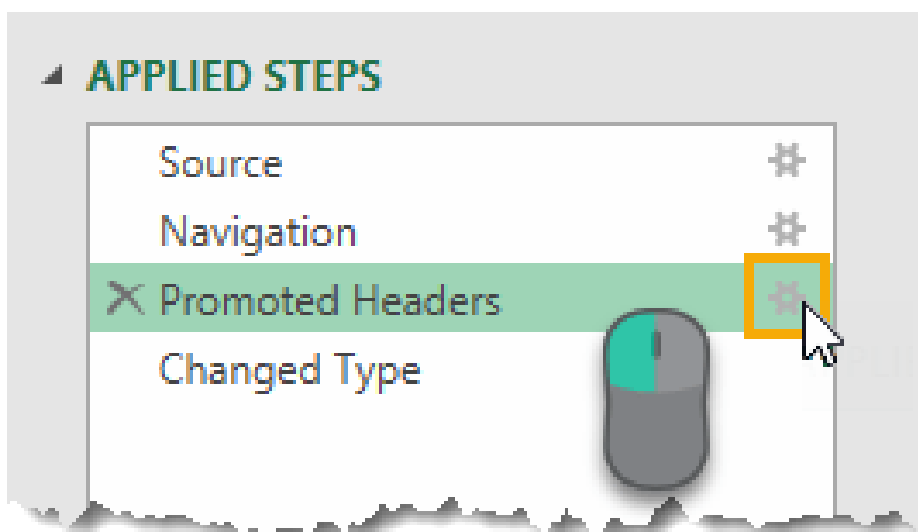 APPLIED STEPS
Source
Navigation
Promoted Headers
Changed Type